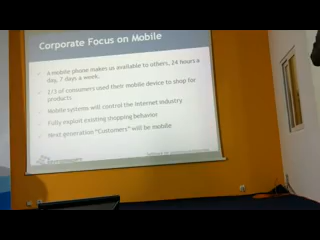 Corporate Focus on Mobile
A mobile phone makes us available to others, 24 hours a
day, 7 days a week.
2/3 of consumers used their mobile device to shop for
products
Mobile systems will control the internet industry
Fully exploit existing shopping behavior
Next generation "Customers" will be mobile